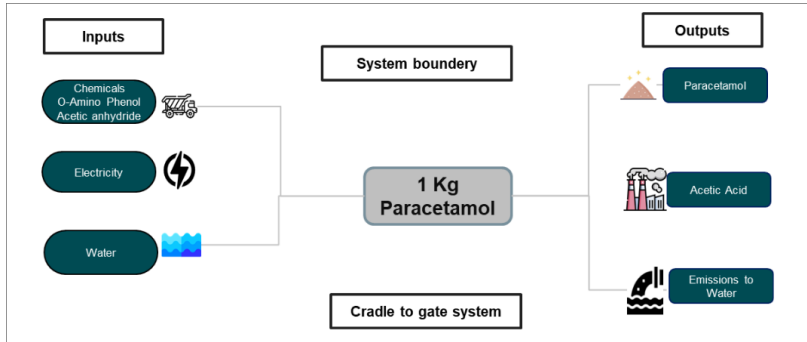 Inputs
System boundery
Outputs
Chemicals
O-Amino Phenol
Acetic anhydride
Electricity
Water
1 Kg
Paracetamol
Paracetamol
Acetic Acid
Emissions to
Water
Cradle to gate system